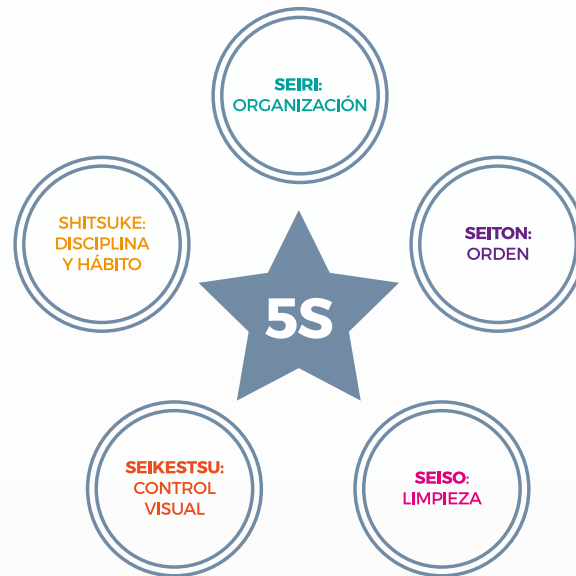 SEIRI:
ORGANIZACIÓN
SEITON:
ORDEN
SEISO:
LIMPIEZA
SEIKESTSU:
CONTROL
VISUAL
SHITSUKE:
DISCIPLINA
Y HÁBITO
5S